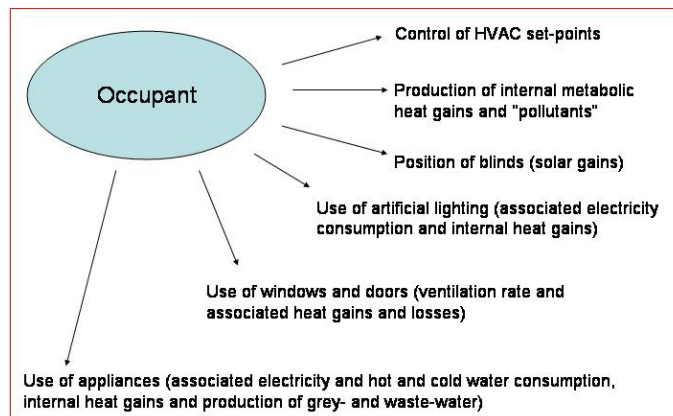 Occupant
Control of HVAC set-points
Production of internal metabolic
heat gains and "pollutants"
Position of blinds (solar gains)
Use of artificial lighting (associated electricity
consumption and internal heat gains)
Use of windows and doors (ventilation rate and
associated heat gains and losses)
Use of appliances (associated electricity and hot and cold water consumption,
internal heat gains and production of grey- and waste-water)